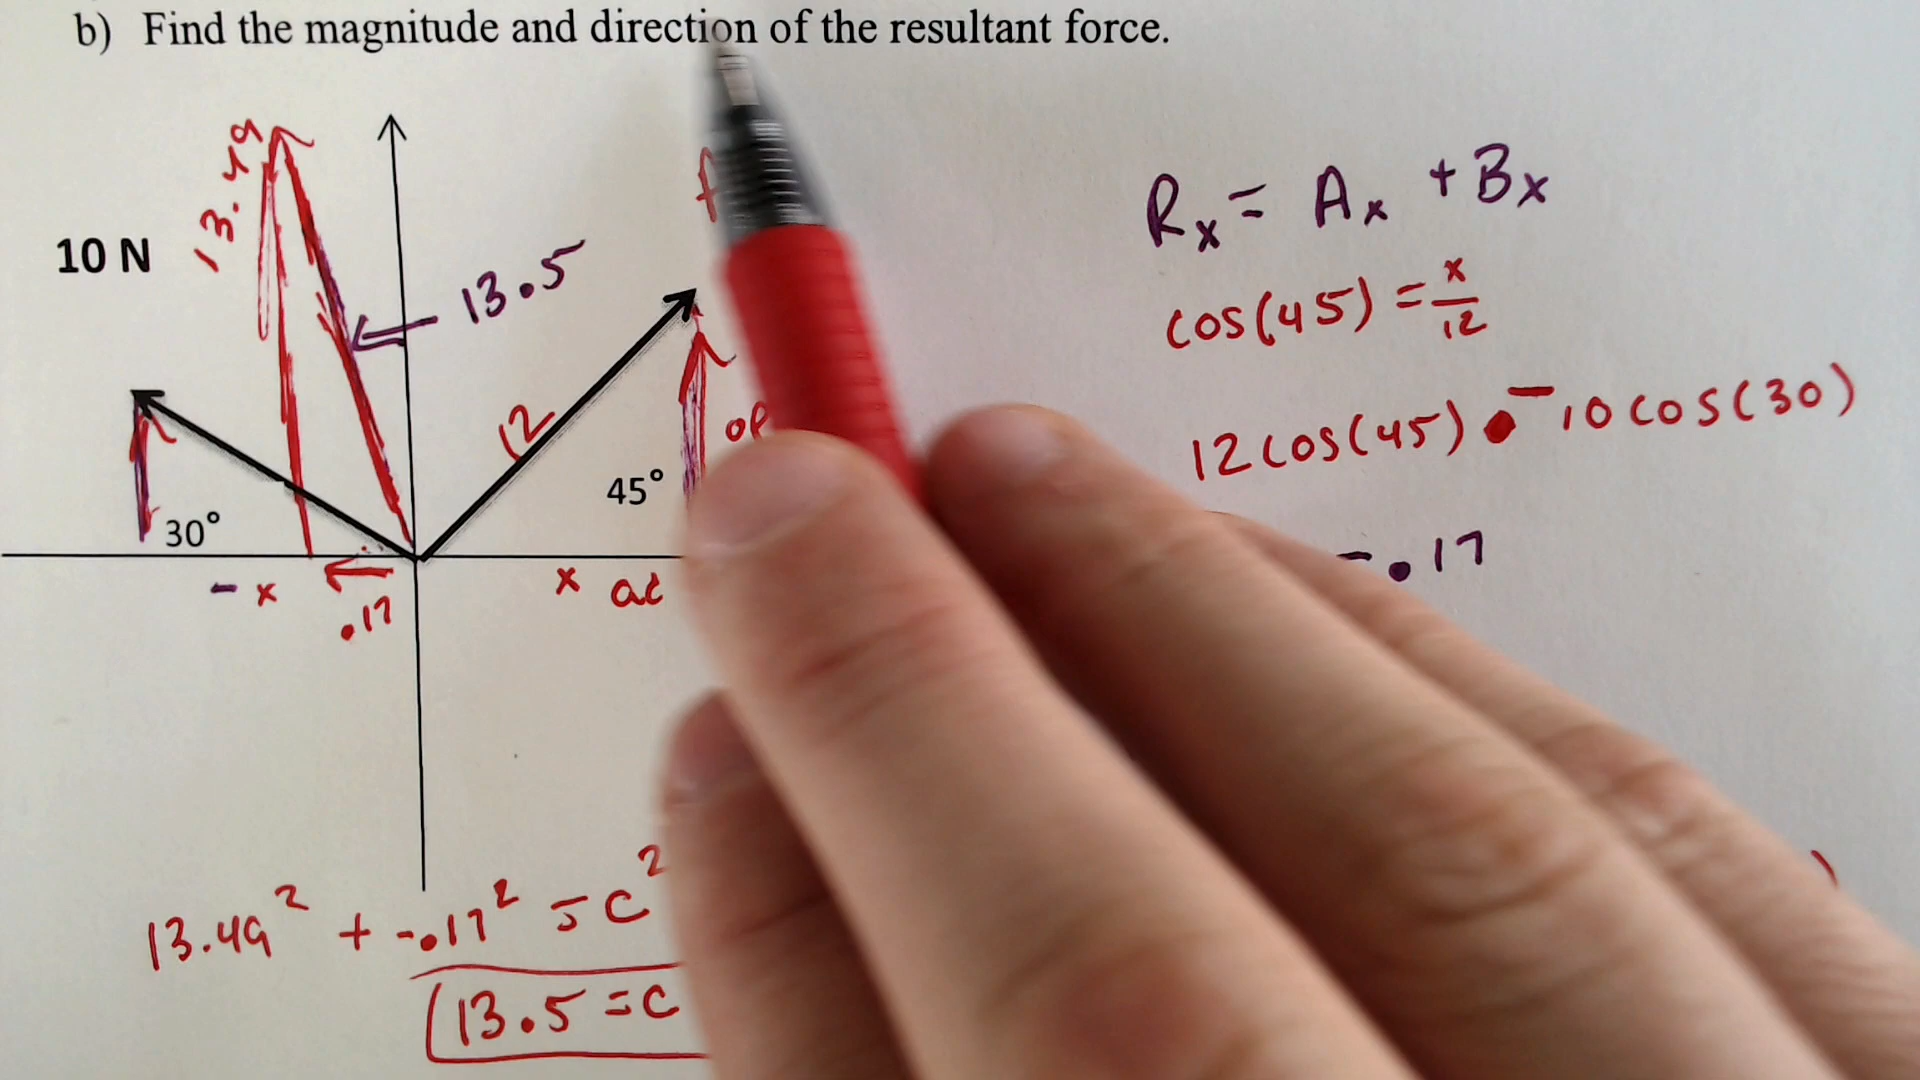 b) Find the magnitude and direction of the resultant force.
13.49
10 N
13.5
12
45°
30°
- x
.17
x
Rx = Ax + Bx
cos(45) = x/12
12cos(45) - 10cos(30)
-.17
13.49² + -.17² = c²
13.5 = c